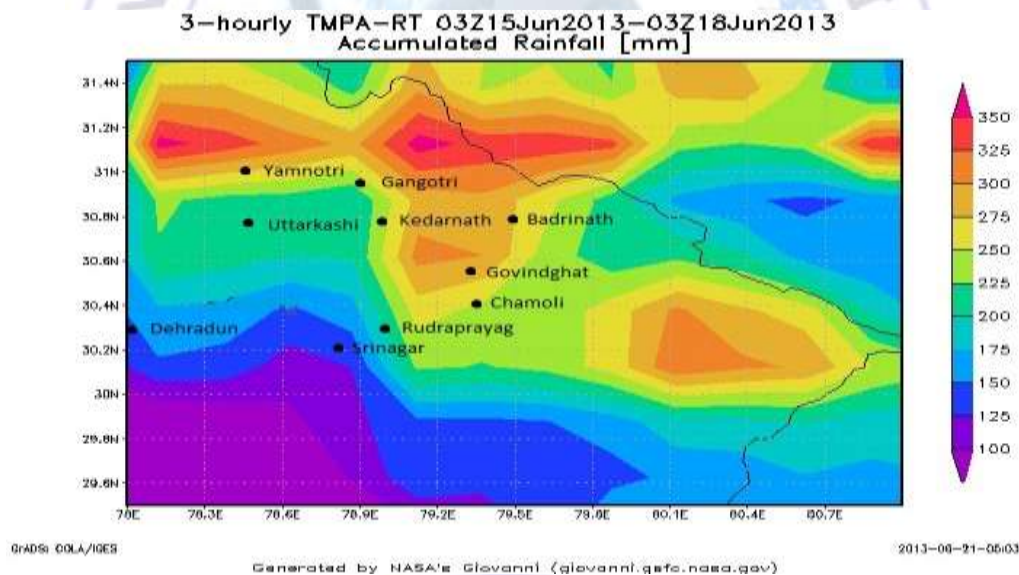 3-hourly TMPA-RT 03Z15Jun2013-03Z18Jun2013
Accumulated Rainfall [mm]
31.4N
31.2N
31N
30.8N
30.6N
30.4N
30.2N
30N
29.8N
29.6N
Yamnotri
Gangotri
Uttarkashi
Kedarnath
Badrinath
Govindghat
Chamoli
Dehradun
Rudraprayag
Srinagar
78E 78.3E 78.6E 78.9E 79.2E 79.5E 79.8E 80.1E 80.4E 80.7E
350
325
300
275
250
225
200
175
150
125
100
GrADS: COLA/IGES
2013-06-21-05:03
Generated by NASA's Giovanni (giovanni.gsfc.nasa.gov)